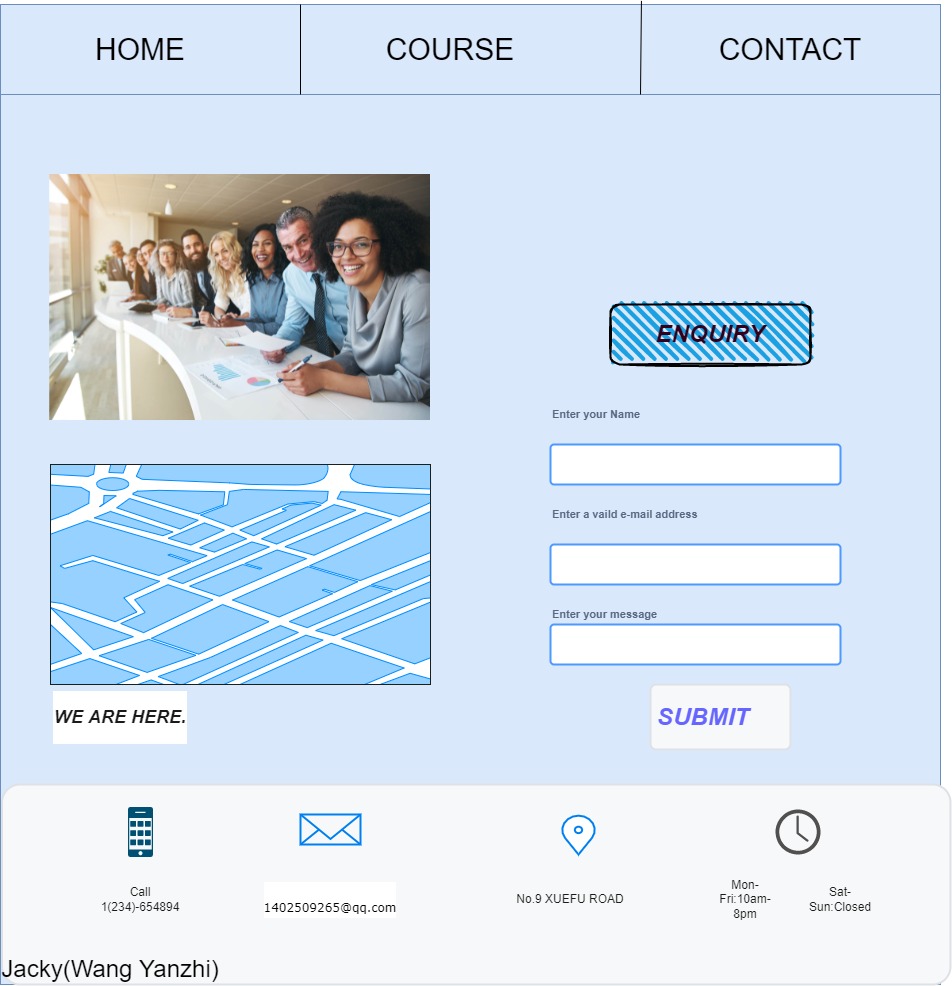 HOME
COURSE
CONTACT
ENQUIRY
Enter your Name
Enter a vaild e-mail address
Enter your message
WE ARE HERE.
SUBMIT
Call
1(234)-654894
1402509265@qq.com
No.9 XUEFU ROAD
Mon-
Fri:10am-
8pm
Sat-
Sun:Closed
Jacky(Wang Yanzhi)